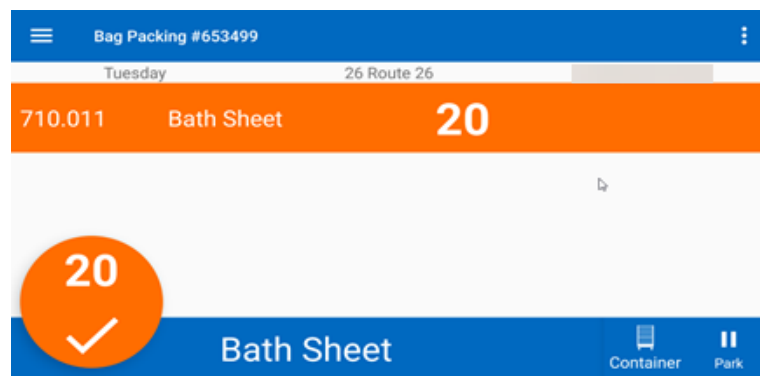 Bag Packing #653499
Tuesday 26 Route 26
710.011 Bath Sheet 20
20
Bath Sheet
Container Park